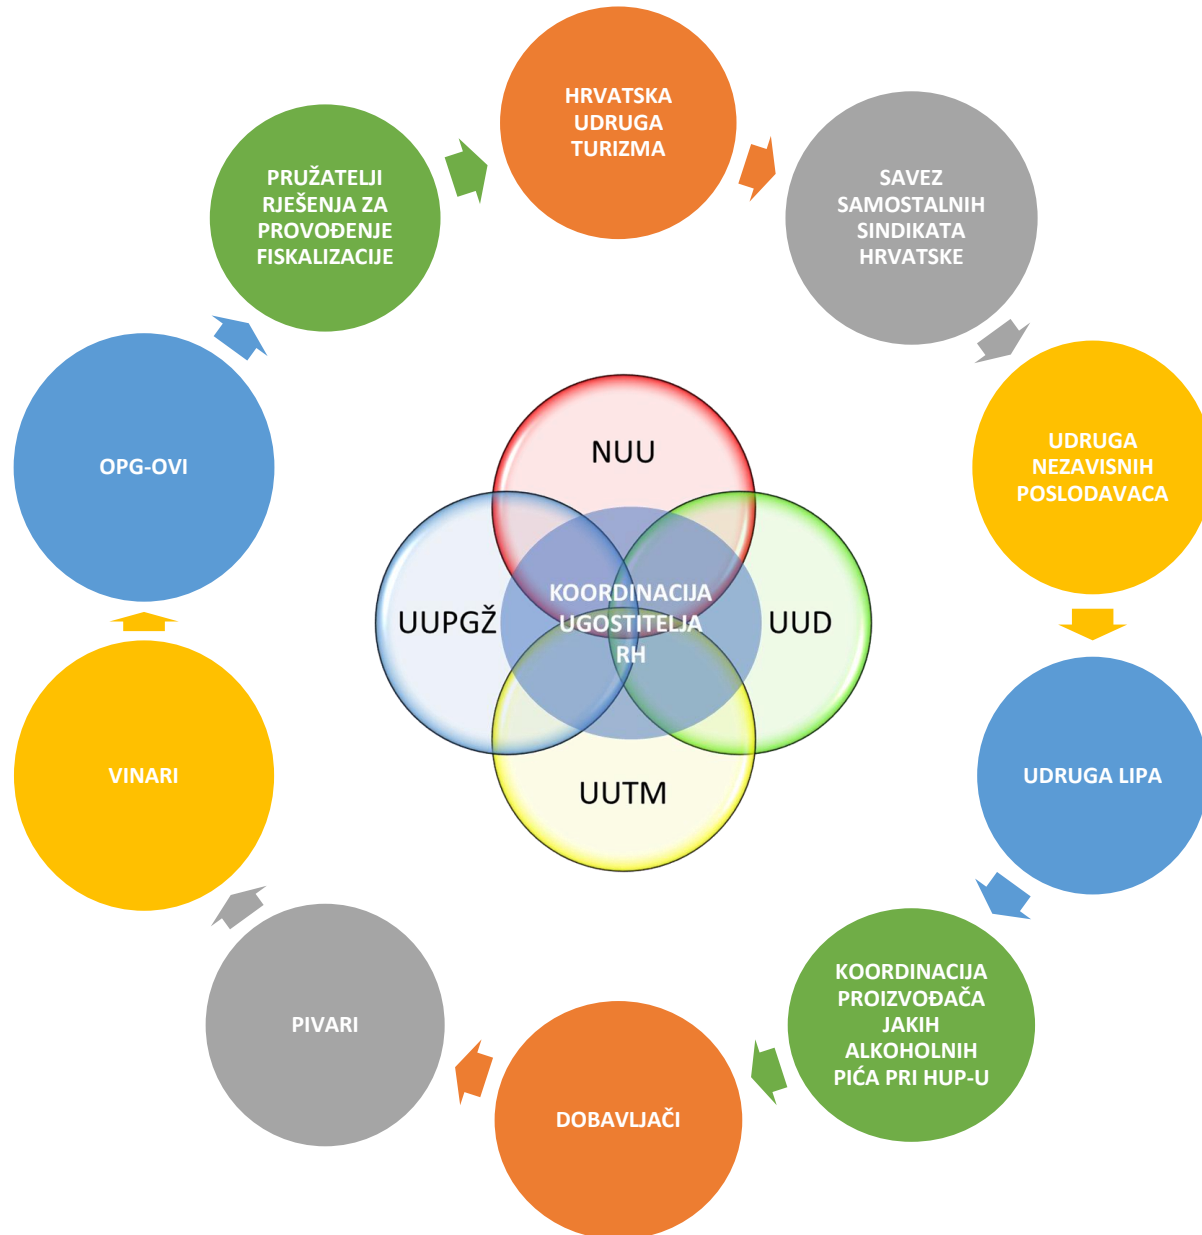 HRVATSKA
UDRUGA
TURIZMA
SAVEZ
SAMOSTALNIH
SINDIKATA
HRVATSKE
UDRUGA
NEZAVISNIH
POSLODAVACA
UDRUGA LIPA
KOORDINACIJA
PROIZVOĐAČA
JAKIH
ALKOHOLNIH
PIĆA PRI HUP-U
DOBAVLJAČI
PIVARI
VINARI
OPG-OVI
PRUŽATELJI
RJEŠENJA ZA
PROVOĐENJE
FISKALIZACIJE
NUU
UUPGŽ
KOORDINACIJA
UGOSTITELJA
RH
UUD
UUTM